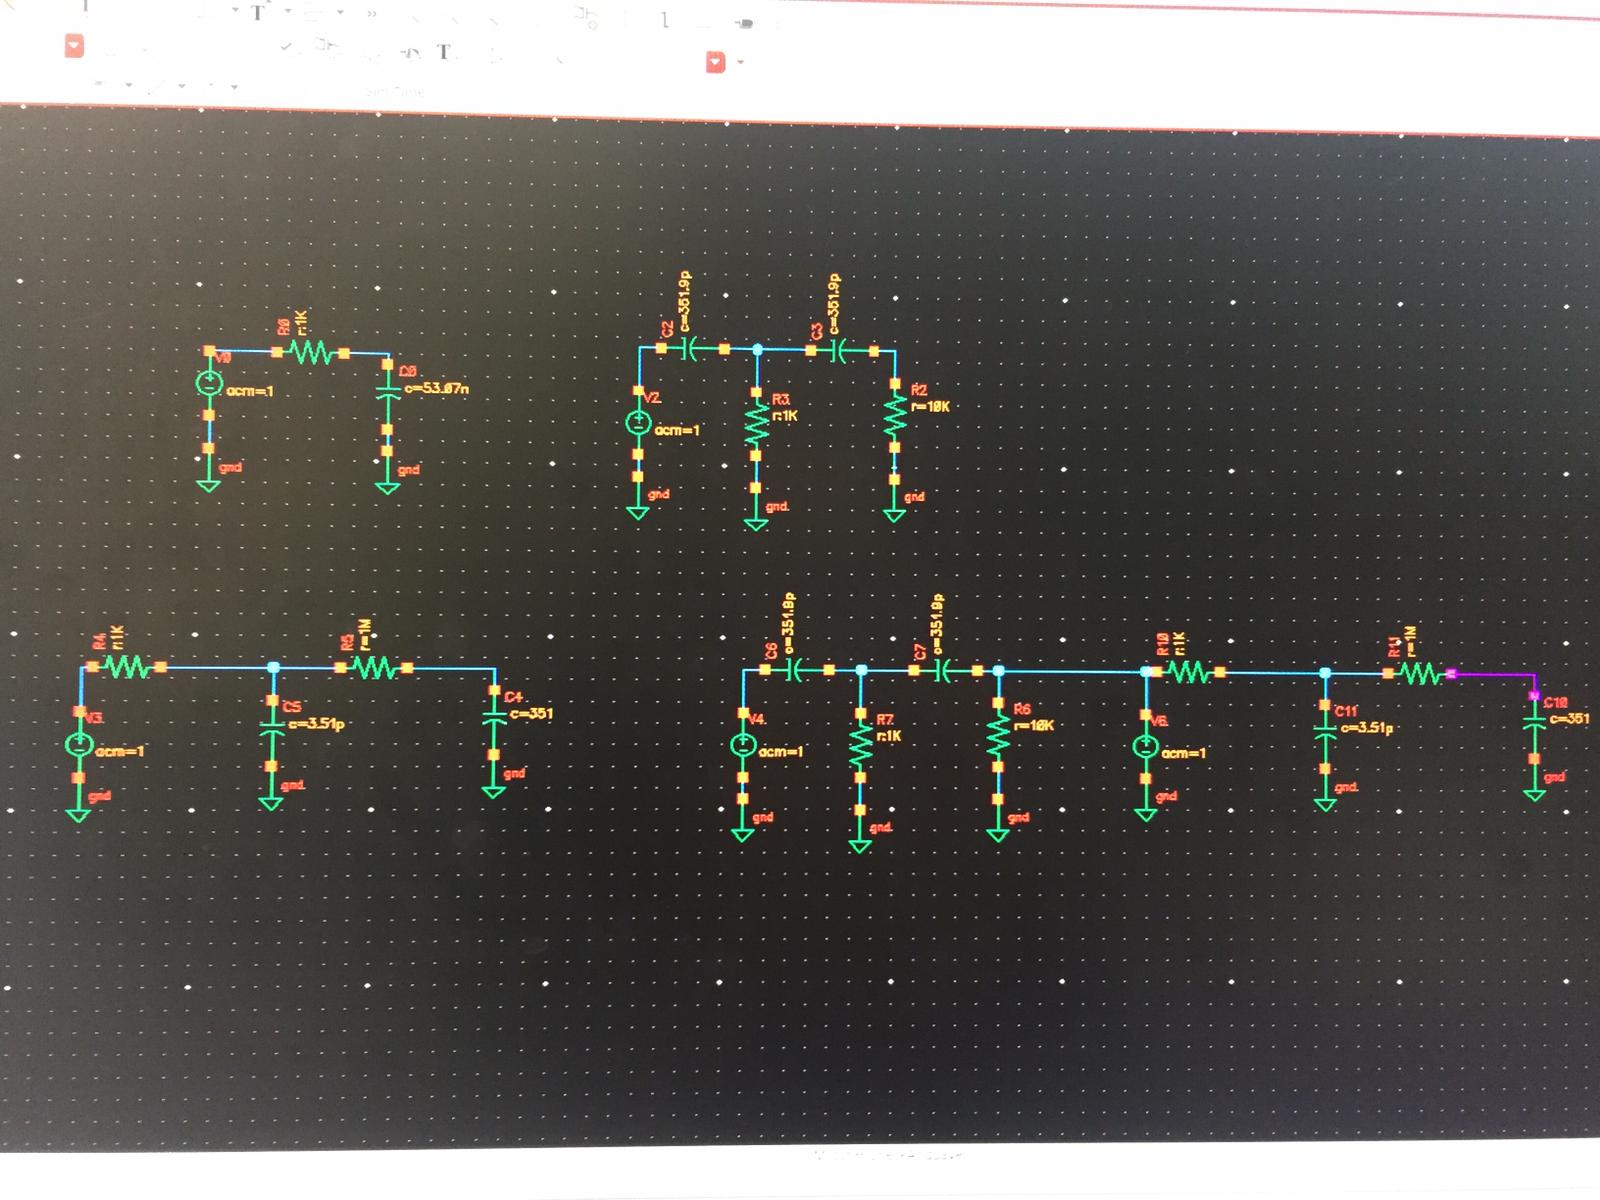 T
»
T
R0
r:1K
V0
acm=1
C0
c=53.07n
gnd
gnd
C2
c=351.9p
C3
c=351.9p
V2
acm=1
R3
r:1K
R2
r=10K
gnd
gnd
gnd
R4
r:1K
R5
r=1M
V3
acm=1
C5
c=3.51p
C4
c=351
gnd
gnd
gnd
C6
c=351.9p
C7
c=351.9p
V4
acm=1
R7
r:1K
R6
r=10K
gnd
gnd
gnd
R10
r:1K
R11
r=1M
V6
acm=1
C11
c=3.51p
C10
c=351
gnd
gnd
gnd